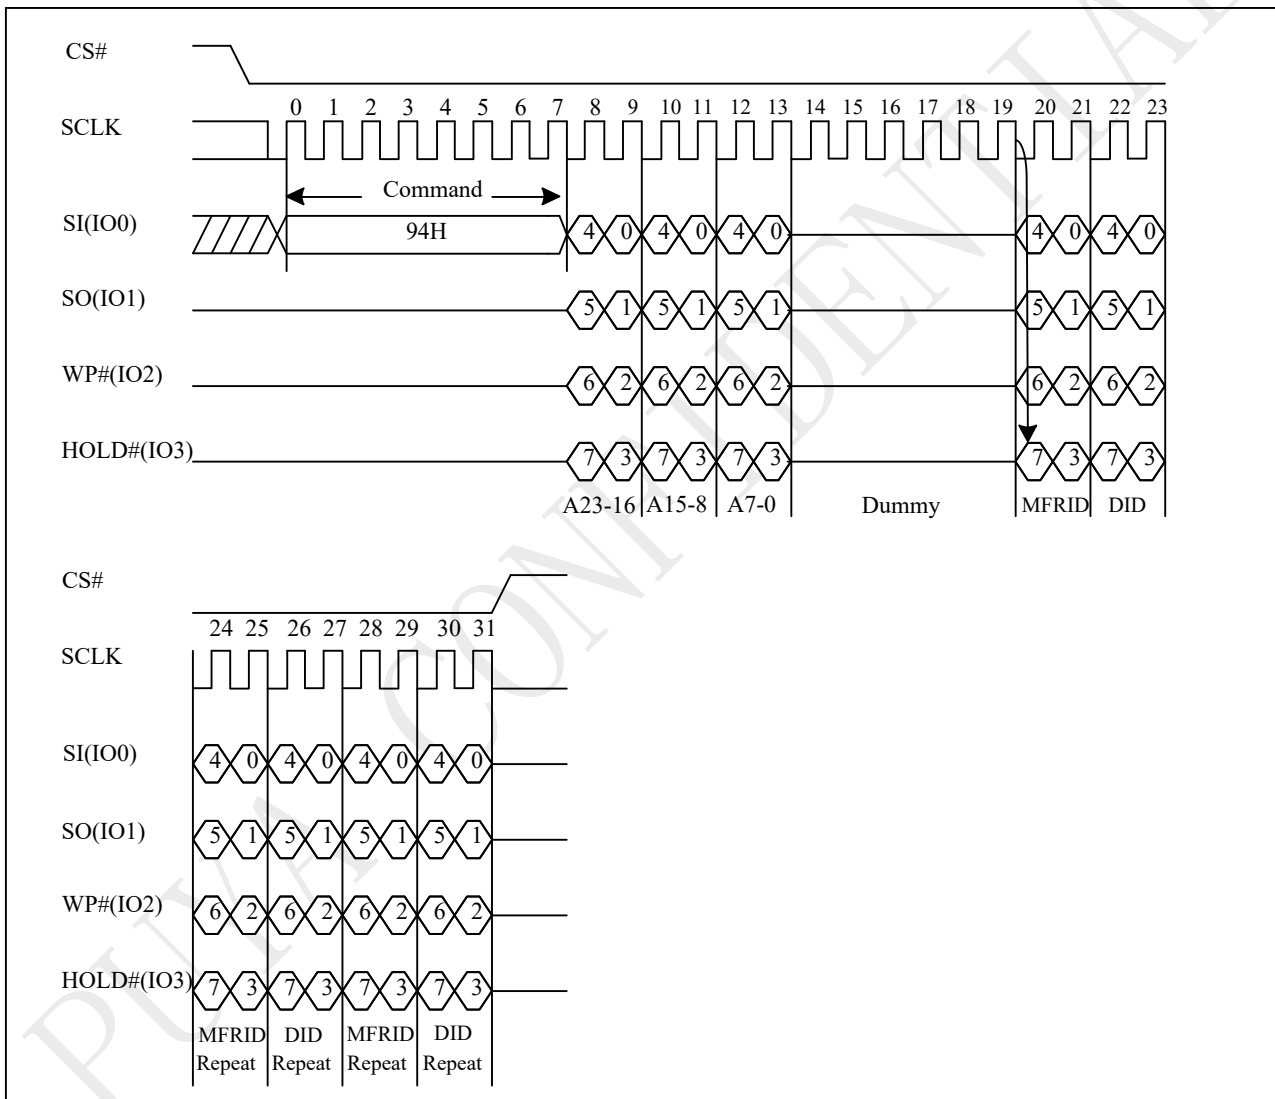 CS#
0 1 2 3 4 5 6 7 8 9 10 11 12 13 14 15 16 17 18 19 20 21 22 23
SCLK
Command
SI(IO0)
94H
4 0 4 0 4 0 4 0 4 0
SO(IO1)
5 1 5 1 5 1 5 1 5 1
WP#(IO2)
6 2 6 2 6 2 6 2 6 2
HOLD#(IO3)
7 3 7 3 7 3 7 3 7 3
A23-16 A15-8 A7-0 Dummy MFRID DID
CS#
24 25 26 27 28 29 30 31
SCLK
SI(IO0)
4 0 4 0 4 0 4 0
SO(IO1)
5 1 5 1 5 1 5 1
WP#(IO2)
6 2 6 2 6 2 6 2
HOLD#(IO3)
7 3 7 3 7 3 7 3
MFRID DID MFRID DID
Repeat Repeat Repeat Repeat
PUYA CONFIDENTIAL